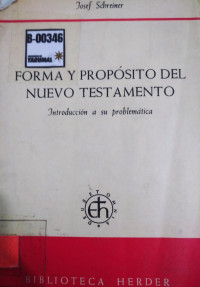 Josef Schreiner
B-00346
FORMA Y PROPÓSITO DEL
NUEVO TESTAMENTO
Introducción a su problemática
BIBLIOTECA HERDER